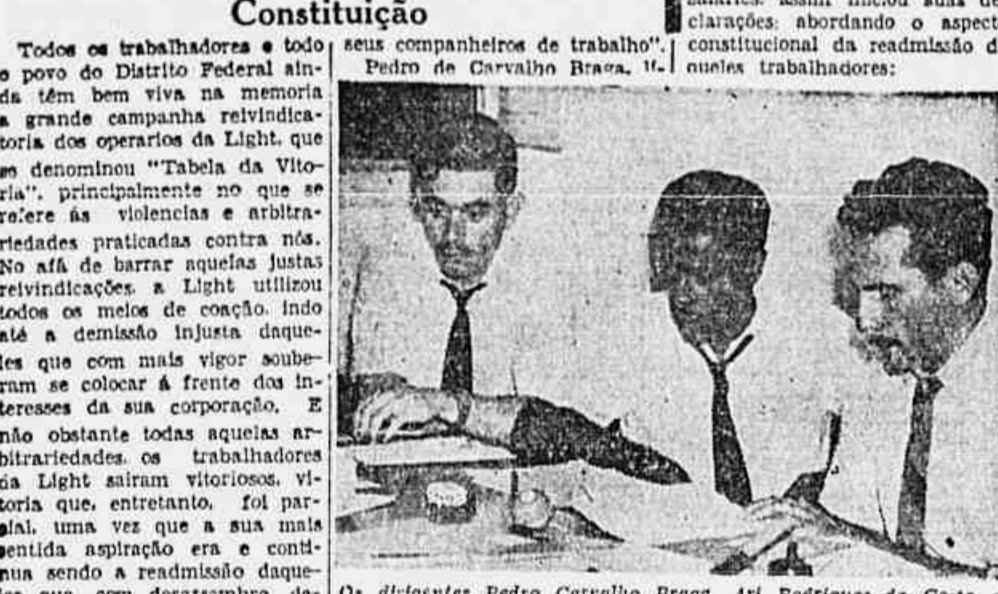 Constituição
Todos os trabalhadores e todo
o povo do Distrito Federal ain-
da têm bem viva na memoria
a grande campanha reivindica-
toria dos operarios da Light, que
se denominou "Tabela da Vito-
ria", principalmente no que se
refere ás violencias e arbitra-
riedades praticadas contra nós.
No afã de barrar aquelas justas
reivindicações, a Light utilizou
todos os meios de coação, indo
até a demissão injusta daque-
les que com mais vigor soube-
ram se colocar á frente dos in-
teresses da sua corporação. E
não obstante todas aquelas ar-
bitrariedades, os trabalhadores
da Light sairam vitoriosos, vi-
toria que, entretanto, foi par-
cial, uma vez que a sua mais
sentida aspiração era e conti-
nua sendo a readmissão daque-
seus companheiros de trabalho".
Pedro de Carvalho Braga, li-
assim iniciou suas de-
clarações, abordando o aspect
constitucional da readmissão d
queles trabalhadores:
Os dirigentes Pedro Carvalho Braga, Ari Rodrigues da Costa